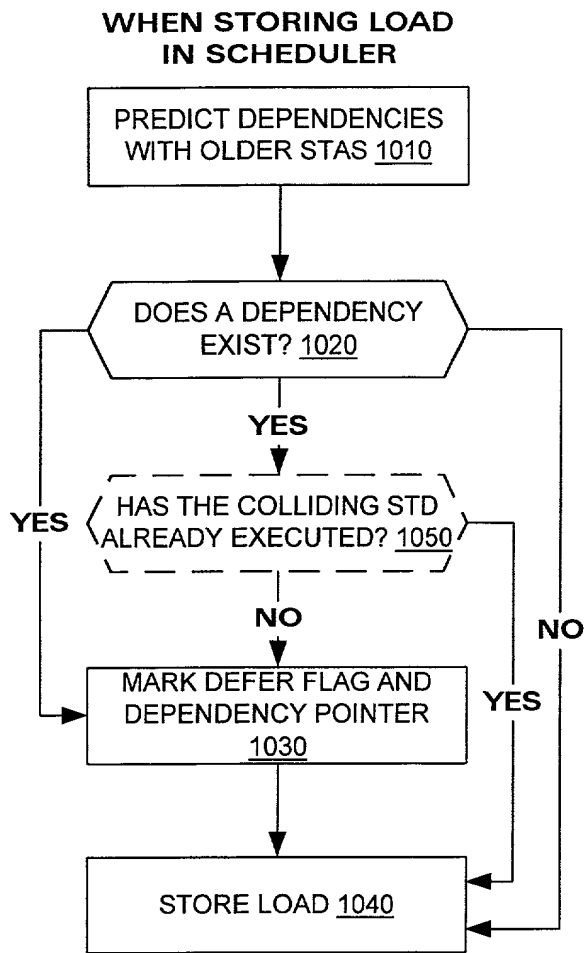 WHEN STORING LOAD
IN SCHEDULER
PREDICT DEPENDENCIES
WITH OLDER STAS 1010
DOES A DEPENDENCY
EXIST? 1020
YES
HAS THE COLLIDING STD
ALREADY EXECUTED? 1050
YES
NO
NO
YES
MARK DEFER FLAG AND
DEPENDENCY POINTER
1030
STORE LOAD 1040